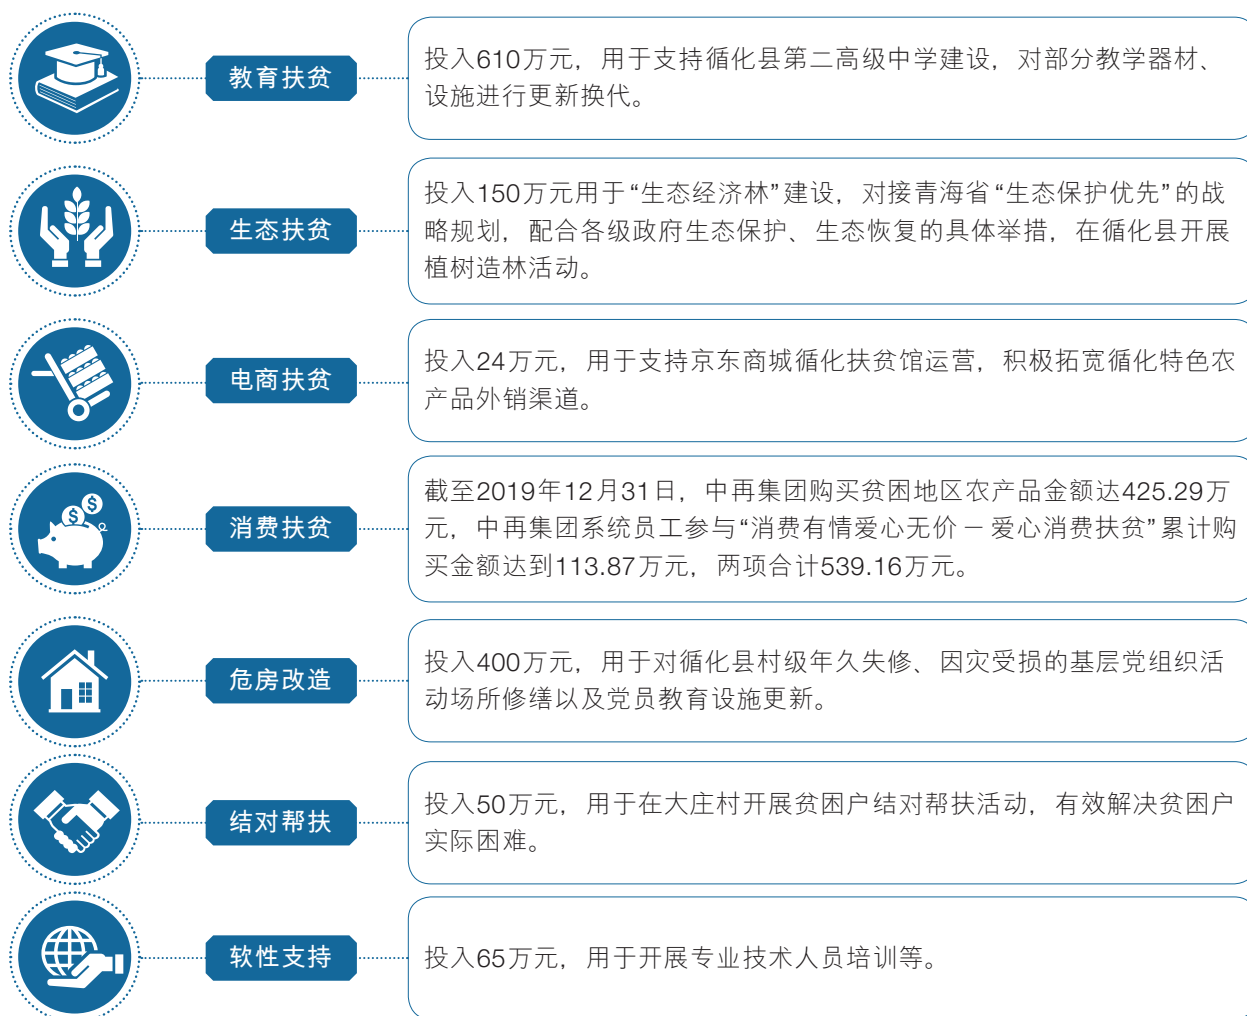 教育扶贫
投入610万元，用于支持循化县第二高级中学建设，对部分教学器材、
设施进行更新换代。
生态扶贫
投入150万元用于“生态经济林”建设，对接青海省“生态保护优先”的战
略规划，配合各级政府生态保护、生态恢复的具体举措，在循化县开展
植树造林活动。
电商扶贫
投入24万元，用于支持京东商城循化扶贫馆运营，积极拓宽循化特色农
产品外销渠道。
消费扶贫
截至2019年12月31日，中再集团购买贫困地区农产品金额达425.29万
元，中再集团系统员工参与“消费有情爱心无价－爱心消费扶贫”累计购
买金额达到113.87万元，两项合计539.16万元。
危房改造
投入400万元，用于对循化县村级年久失修、因灾受损的基层党组织活
动场所修缮以及党员教育设施更新。
结对帮扶
投入50万元，用于在大庄村开展贫困户结对帮扶活动，有效解决贫困户
实际困难。
软性支持
投入65万元，用于开展专业技术人员培训等。